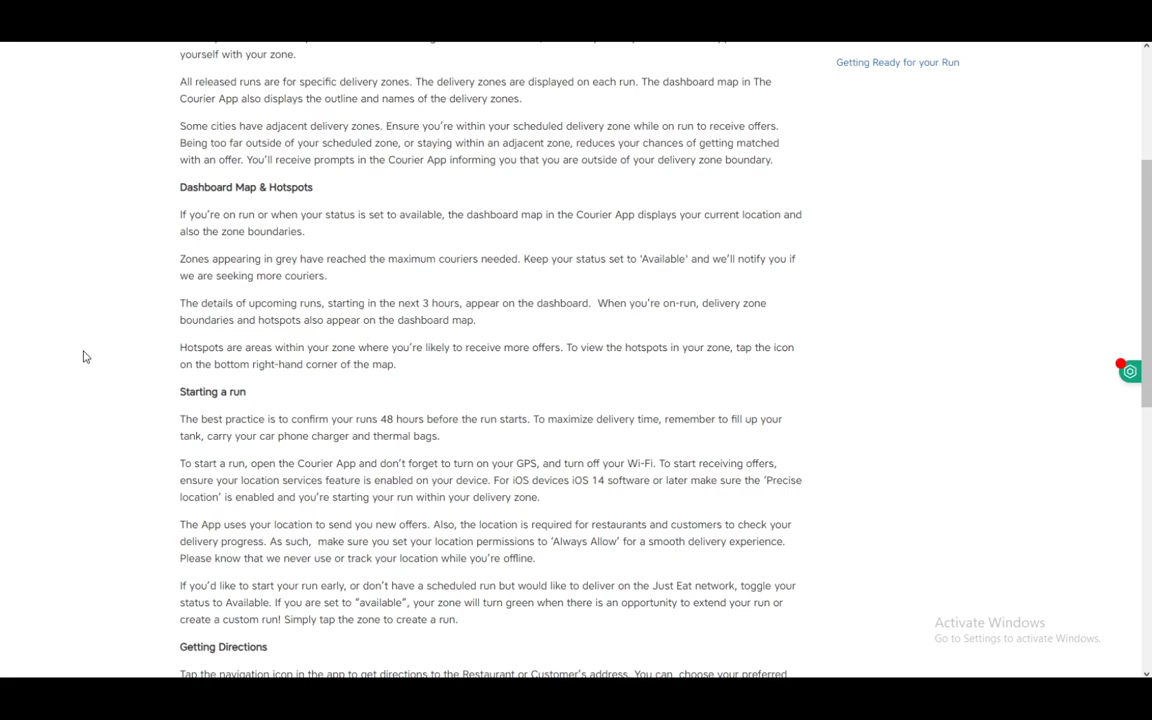 yourself with your zone.
Getting Ready for your Run
All released runs are for specific delivery zones. The delivery zones are displayed on each run. The dashboard map in The
Courier App also displays the outline and names of the delivery zones.
Some cities have adjacent delivery zones. Ensure you're within your scheduled delivery zone while on run to receive offers.
Being too far outside of your scheduled zone, or staying within an adjacent zone, reduces your chances of getting matched
with an offer. You'll receive prompts in the Courier App informing you that you are outside of your delivery zone boundary.
Dashboard Map & Hotspots
If you're on run or when your status is set to available, the dashboard map in the Courier App displays your current location and
also the zone boundaries.
Zones appearing in grey have reached the maximum couriers needed. Keep your status set to 'Available' and we'll notify you if
we are seeking more couriers.
The details of upcoming runs, starting in the next 3 hours, appear on the dashboard.  When you're on-run, delivery zone
boundaries and hotspots also appear on the dashboard map.
Hotspots are areas within your zone where you're likely to receive more offers. To view the hotspots in your zone, tap the icon
on the bottom right-hand corner of the map.
Starting a run
The best practice is to confirm your runs 48 hours before the run starts. To maximize delivery time, remember to fill up your
tank, carry your car phone charger and thermal bags.
To start a run, open the Courier App and don't forget to turn on your GPS, and turn off your Wi-Fi. To start receiving offers,
ensure your location services feature is enabled on your device. For iOS devices iOS 14 software or later make sure the 'Precise
location' is enabled and you're starting your run within your delivery zone.
The App uses your location to send you new offers. Also, the location is required for restaurants and customers to check your
delivery progress. As such,  make sure you set your location permissions to 'Always Allow' for a smooth delivery experience.
Please know that we never use or track your location while you're offline.
If you'd like to start your run early, or don't have a scheduled run but would like to deliver on the Just Eat network, toggle your
status to Available. If you are set to "available", your zone will turn green when there is an opportunity to extend your run or
create a custom run! Simply tap the zone to create a run.
Activate Windows
Go to Settings to activate Windows.
Getting Directions
Tap the navigation icon in the app to get directions to the Restaurant or Customer's address. You can  choose your preferred